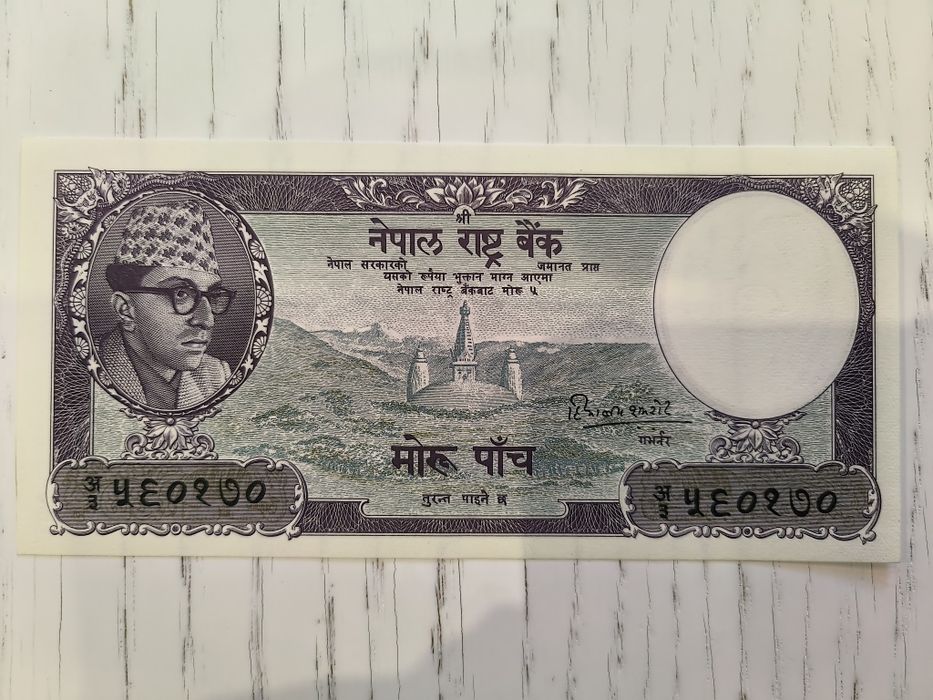 श्री
नेपाल राष्ट्र बैंक
नेपाल सरकारको जमानत प्राप्त
यसको रूपैया भुक्तान माग्न आएमा
नेपाल राष्ट्र बैंकबाट मोरू ५
गभर्नर
मोरू पाँच
तुरन्त पाइने छ
अ/३ ५६०१७०
अ/३ ५६०१७०